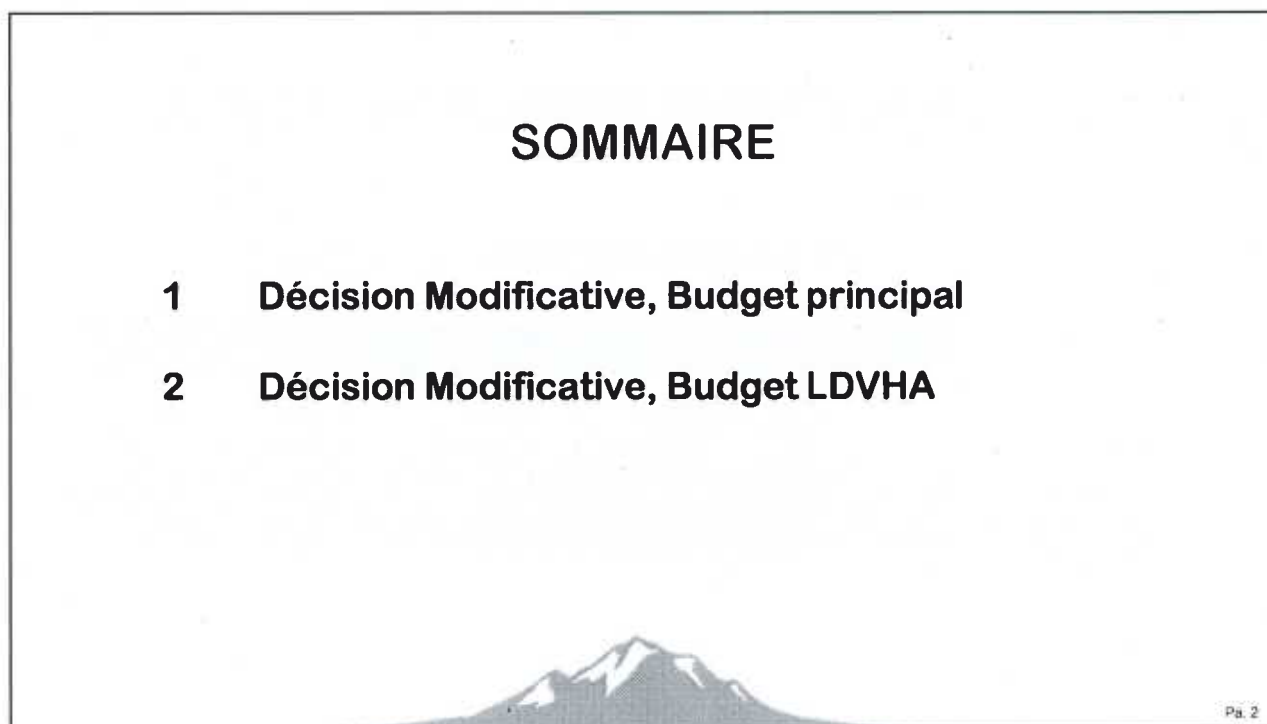 SOMMAIRE
1 Décision Modificative, Budget principal
2 Décision Modificative, Budget LDVHA
Pa. 2